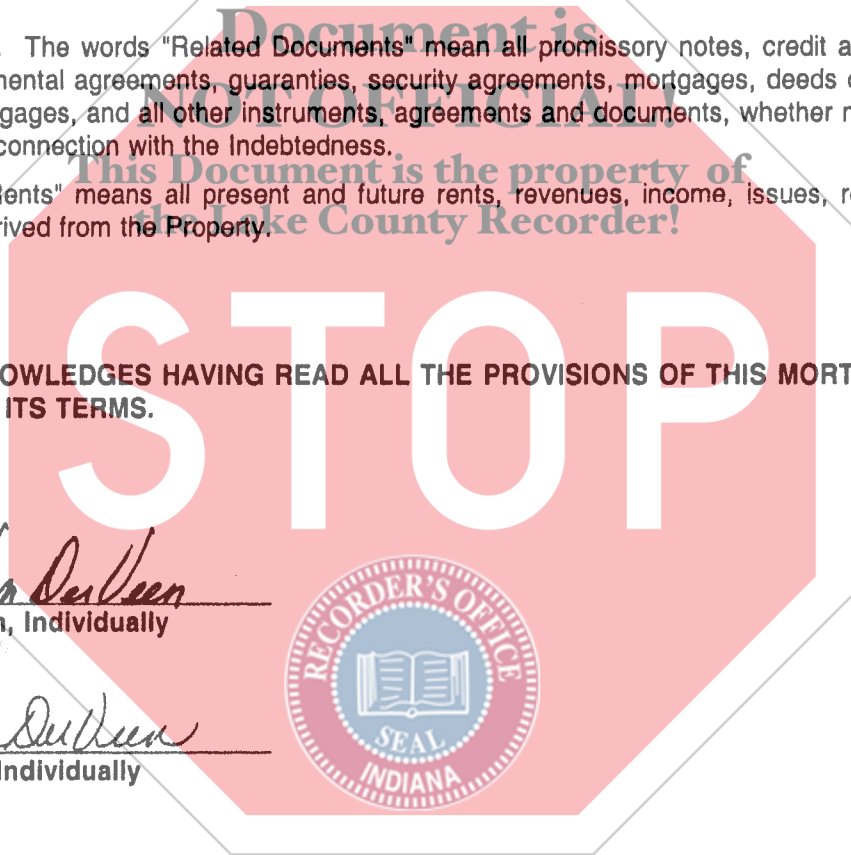 Document is
. The words "Related Documents" mean all promissory notes, credit a
mental agreements, guaranties, security agreements, mortgages, deeds
NOT OFFICIAL!
gages, and all other instruments, agreements and documents, whether
connection with the Indebtedness.
This Document is the property of
ents" means all present and future rents, revenues, income, issues, r
rived from the Property.
the Lake County Recorder!
STOP
OWLEDGES HAVING READ ALL THE PROVISIONS OF THIS MORT
ITS TERMS.
DerVeen
n, Individually
DerVeen
Individually
RECORDER'S OFFICE
SEAL
INDIANA